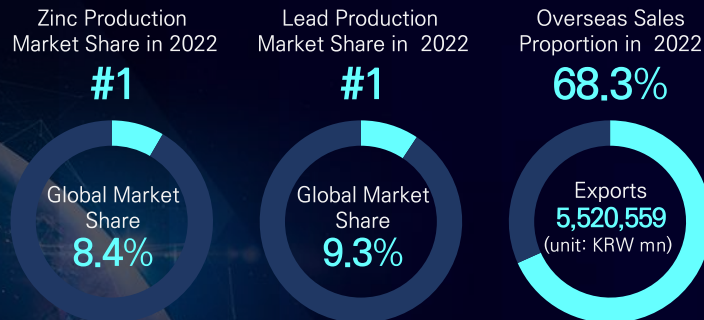 Zinc Production
Market Share in 2022
#1
Global Market
Share
8.4%
Lead Production
Market Share in 2022
#1
Global Market
Share
9.3%
Overseas Sales
Proportion in 2022
68.3%
Exports
5,520,559
(unit: KRW mn)